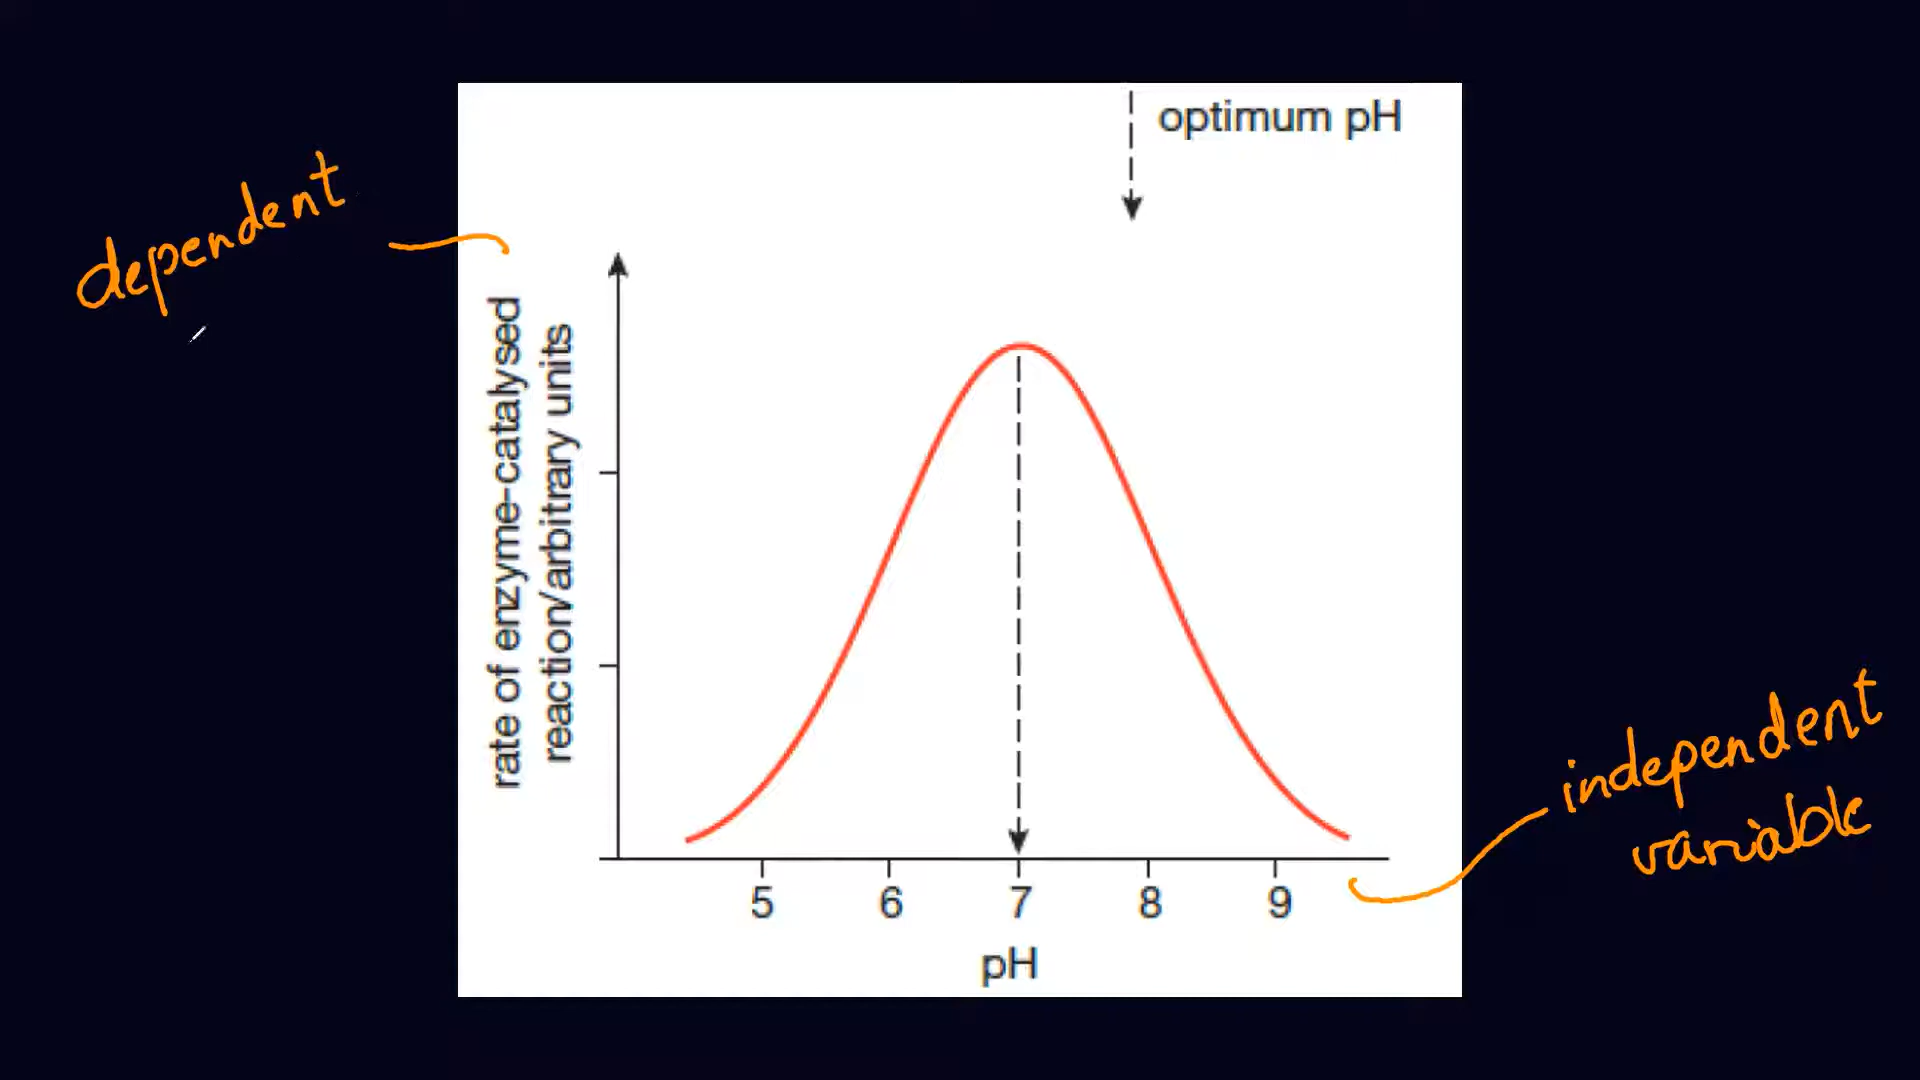 optimum pH
dependent
rate of enzyme-catalysed
reaction/arbitrary units
independent
variable
5 6 7 8 9
pH